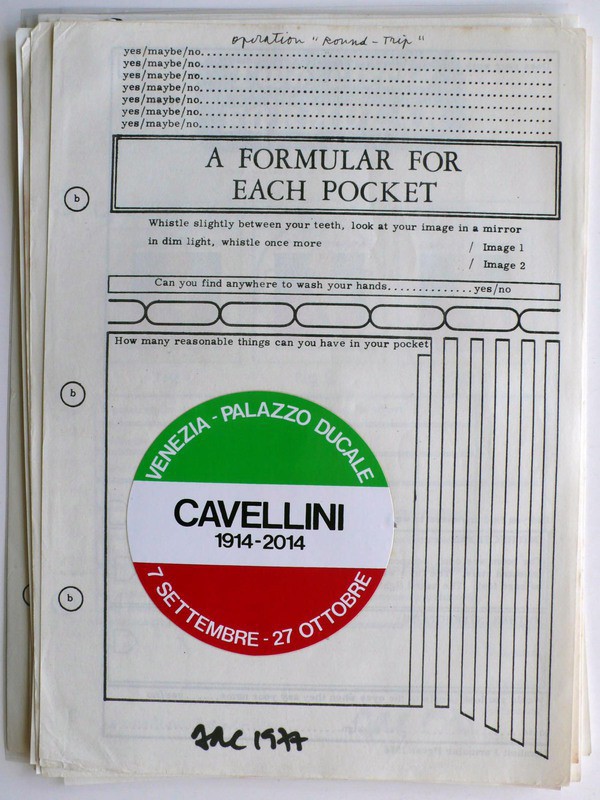 operation "Round-Trip"
yes/maybe/no
yes/maybe/no
yes/maybe/no
yes/maybe/no
yes/maybe/no
yes/maybe/no
yes/maybe/no
A FORMULAR FOR
EACH POCKET
b
Whistle slightly between your teeth, look at your image in a mirror
in dim light, whistle once more / Image 1
/ Image 2
Can you find anywhere to wash your hands..............yes/no
How many reasonable things can you have in your pocket
b
VENEZIA - PALAZZO DUCALE
CAVELLINI
1914-2014
7 SETTEMBRE - 27 OTTOBRE
b
1977